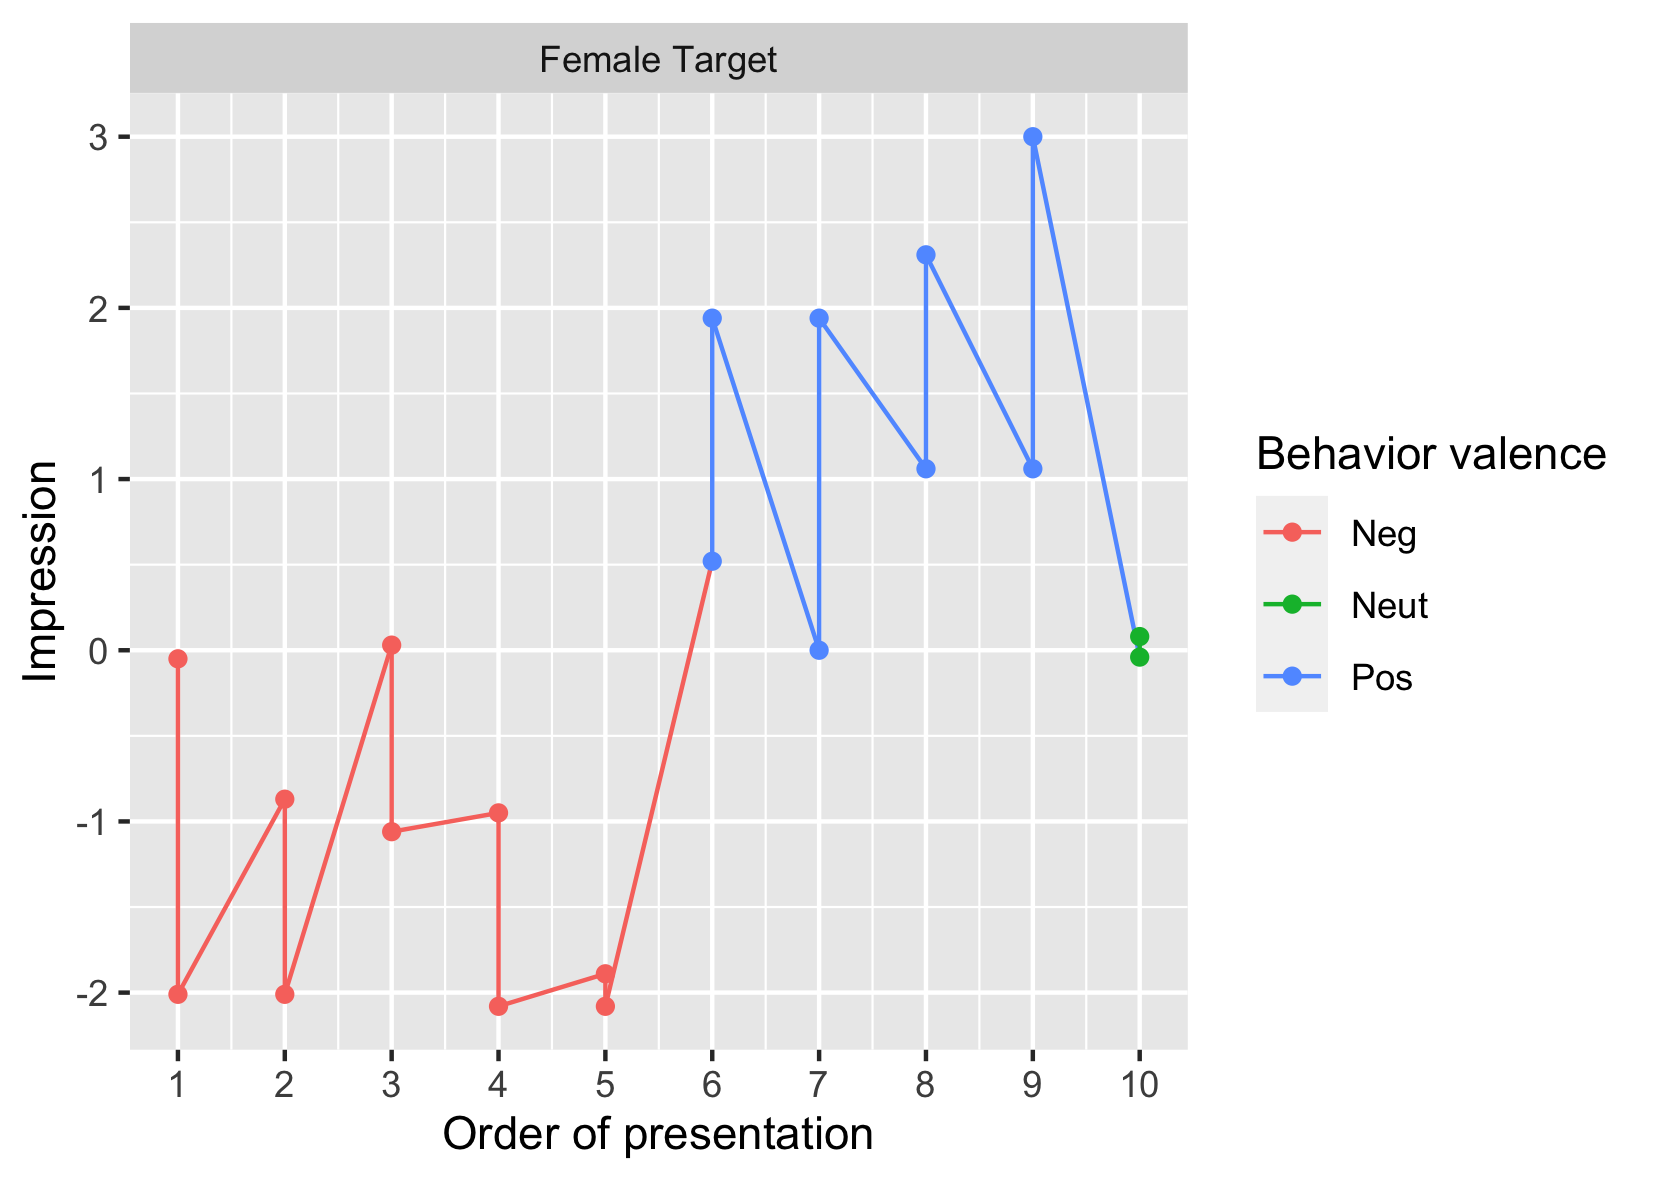 Female Target
3
2
1
0
-1
-2
Impression
1 2 3 4 5 6 7 8 9 10
Order of presentation
Behavior valence
Neg
Neut
Pos